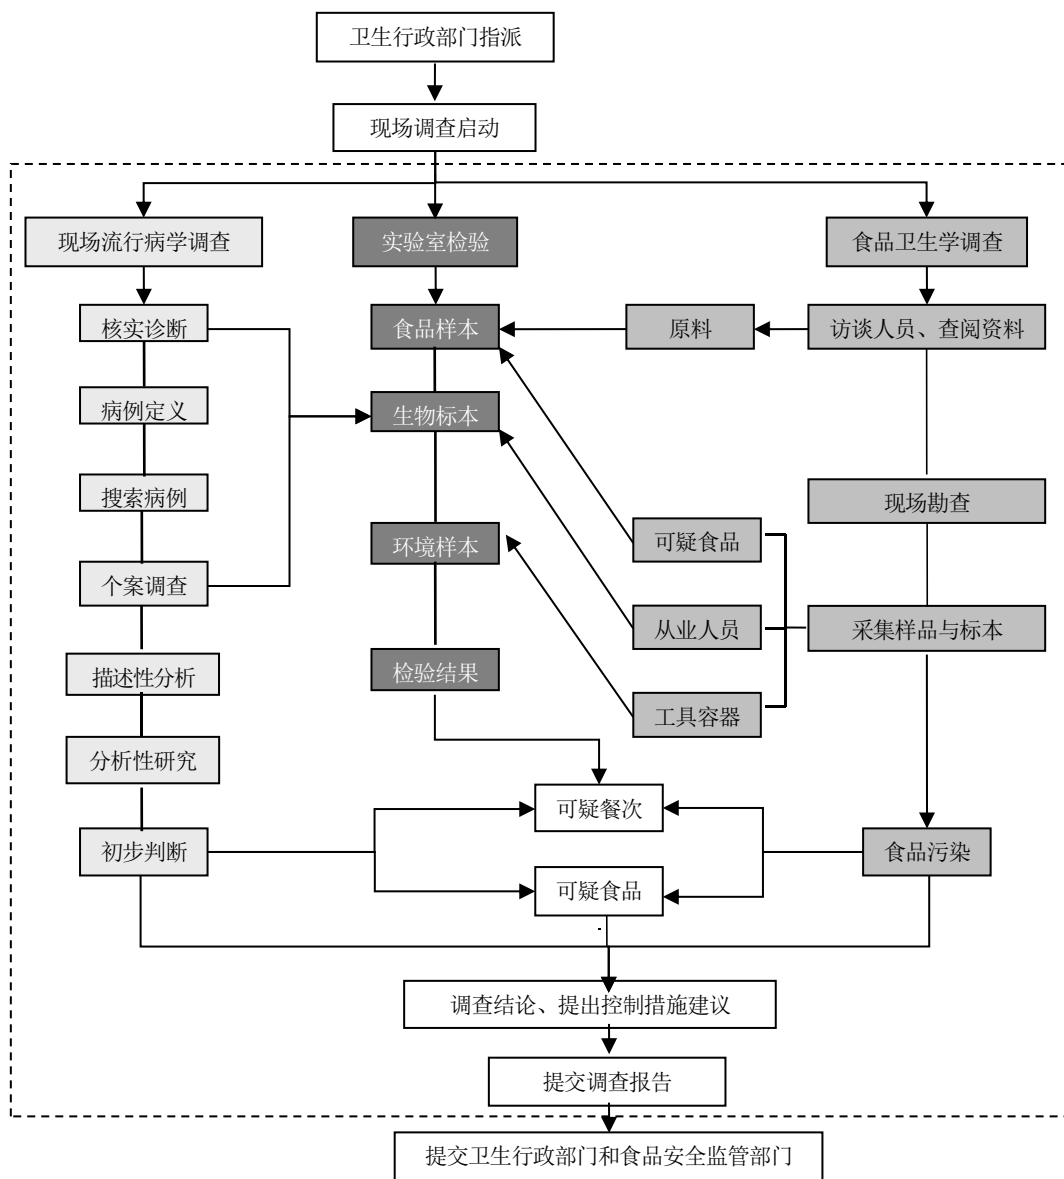 卫生行政部门指派
现场调查启动
现场流行病学调查
实验室检验
食品卫生学调查
核实诊断
食品样本
原料
访谈人员、查阅资料
病例定义
生物标本
搜索病例
现场勘查
环境样本
可疑食品
个案调查
从业人员
采集样品与标本
描述性分析
检验结果
工具容器
分析性研究
可疑餐次
初步判断
食品污染
可疑食品
调查结论、提出控制措施建议
提交调查报告
提交卫生行政部门和食品安全监管部门